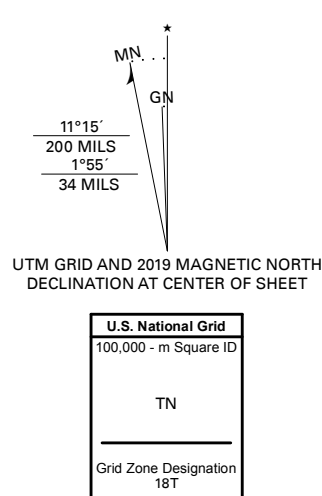 ★
MN
GN
11°15´
200 MILS
1°55´
34 MILS
UTM GRID AND 2019 MAGNETIC NORTH
DECLINATION AT CENTER OF SHEET
U.S. National Grid
100,000 - m Square ID
TN
Grid Zone Designation
18T